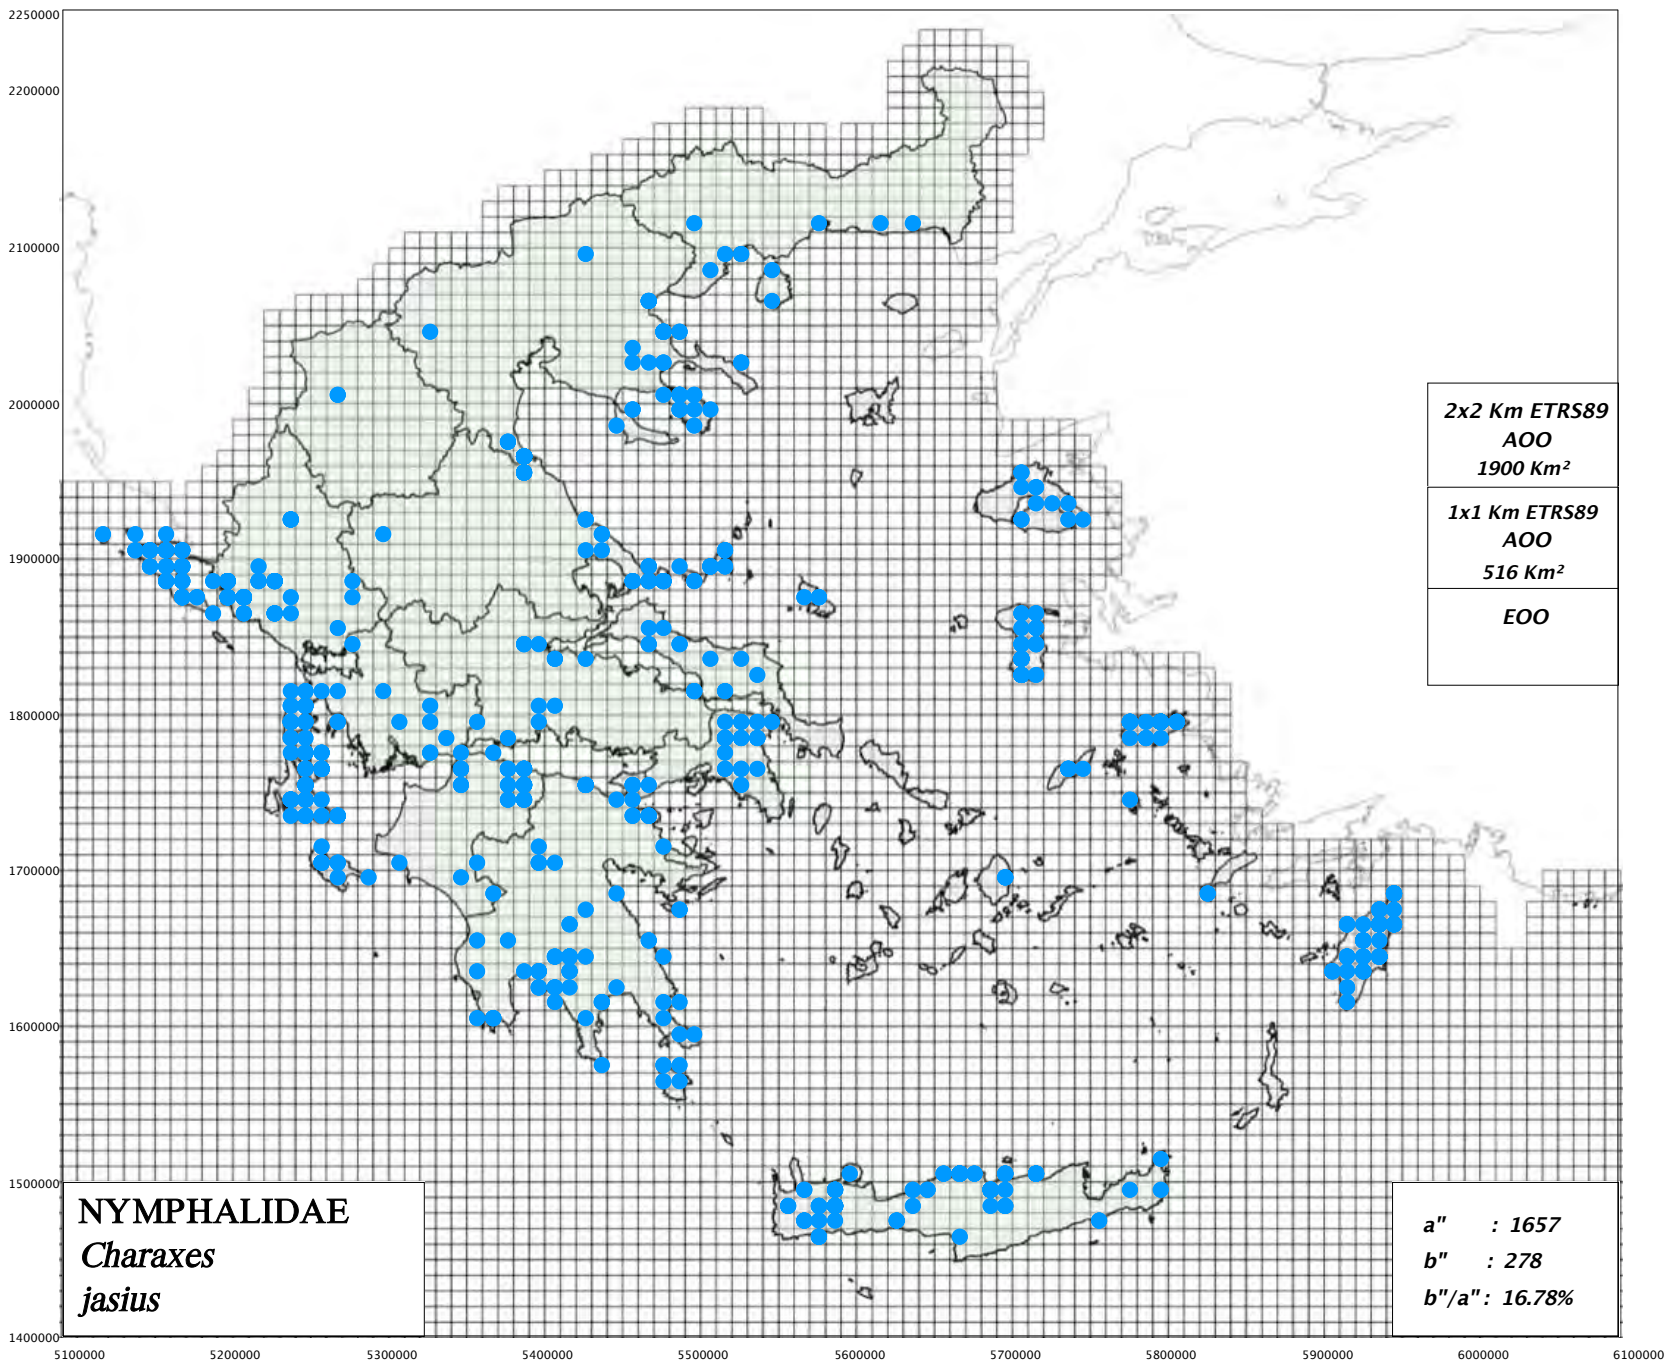 2250000
2200000
2100000
2000000
1900000
1800000
1700000
1600000
1500000
1400000
5100000 5200000 5300000 5400000 5500000 5600000 5700000 5800000 5900000 6000000 6100000
2x2 Km ETRS89
AOO
1900 Km²
1x1 Km ETRS89
AOO
516 Km²
EOO
NYMPHALIDAE
Charaxes
jasius
a" : 1657
b" : 278
b"/a" : 16.78%